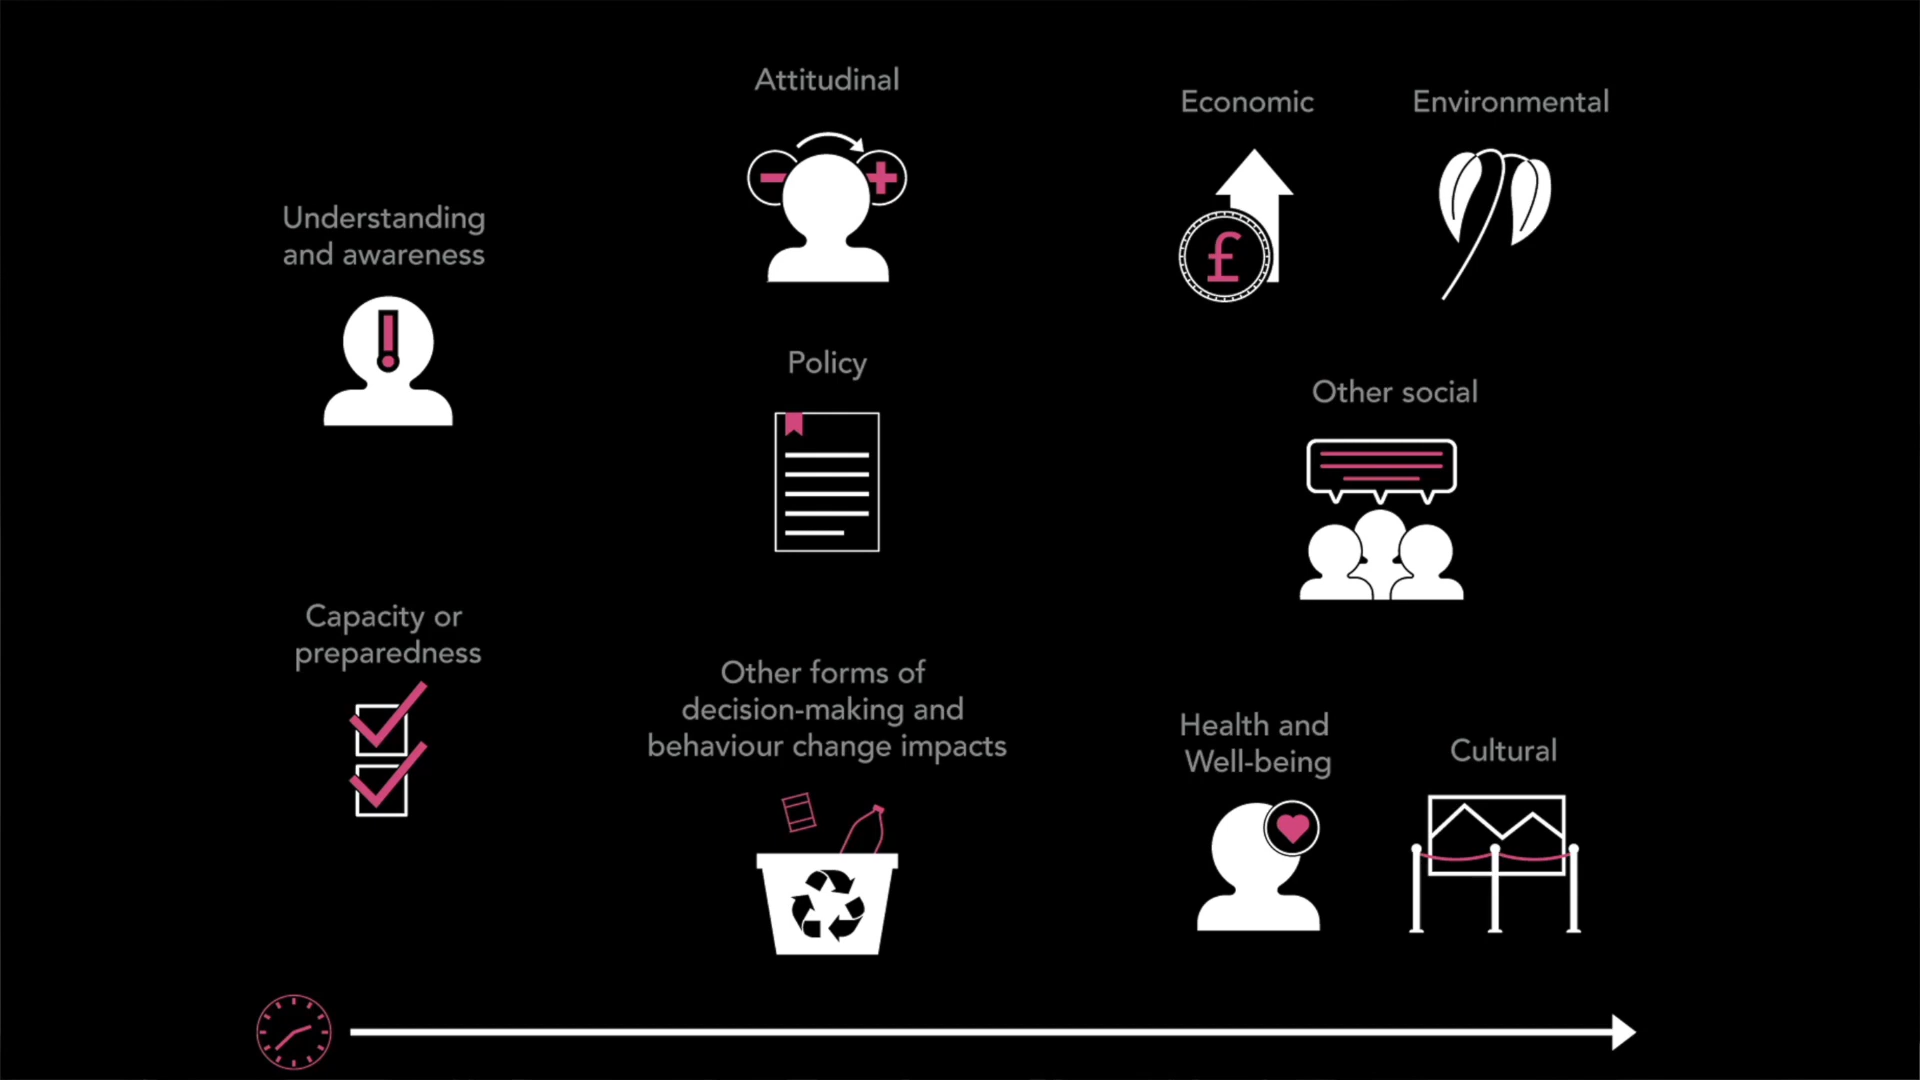 Understanding
and awareness
Capacity or
preparedness
Attitudinal
Policy
Other forms of
decision-making and
behaviour change impacts
Economic
£
Environmental
Other social
Health and
Well-being
Cultural